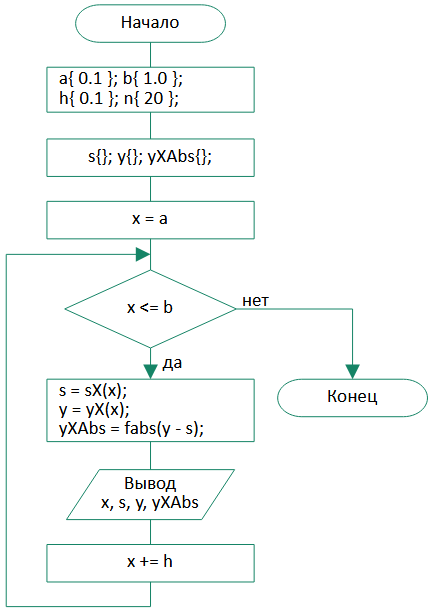 Начало
a{ 0.1 }; b{ 1.0 };
h{ 0.1 }; n{ 20 };
s{}; y{}; yXAbs{};
x = a
x <= b
нет
да
Конец
s = sX(x);
y = yX(x);
yXAbs = fabs(y - s);
Вывод
x, s, y, yXAbs
x += h